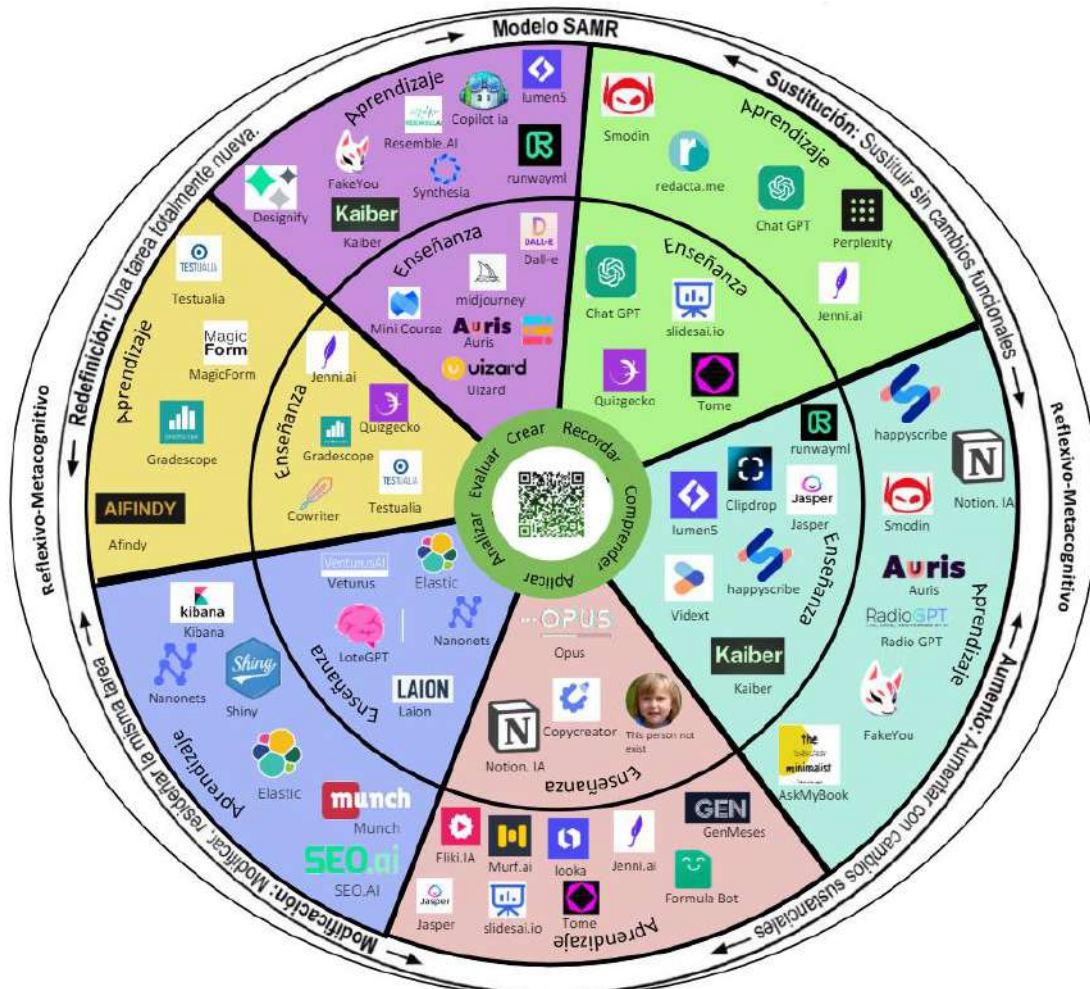 Modelo SAMR
Sustitución: Sustituir sin cambios funcionales
Reflexivo-Metacognitivo
Aumento: Aumentar con cambios sustanciales
Modificación: Modificar, resideñar la misma tarea
Reflexivo-Metacognitivo
Redefinición: Una tarea totalmente nueva.
Aprendizaje
lumen5
Copilot ia
Resemble.AI
FakeYou
Synthesia
runwayml
Designify
Kaiber
Kaiber
Enseñanza
DALL-E
Dall-e
midjourney
Mini Course
Auris
Auris
uizard
Uizard
Aprendizaje
Smodin
redacta.me
Chat GPT
Perplexity
Jenni.ai
Enseñanza
Chat GPT
slidesai.io
Quizgecko
Tome
Aprendizaje
happyscribe
Notion. IA
Smodin
Auris
Auris
RadioGPT
Radio GPT
FakeYou
the
minimalist
AskMyBook
Enseñanza
runwayml
Clipdrop
Jasper
Jasper
lumen5
happyscribe
Vidext
Kaiber
Kaiber
Enseñanza
OPUS
Opus
Copycreator
Notion. IA
This person not
exist
Aprendizaje
GEN
GenMeses
Fliki.IA
Murf.ai
looka
Jenni.ai
Formula Bot
Jasper
Jasper
slidesai.io
Tome
Enseñanza
VenturusAI
Veturus
Elastic
LoteGPT
Nanonets
LAION
Laion
Aprendizaje
kibana
Kibana
Nanonets
Shiny
Shiny
Elastic
munch
Munch
SEO.ai
SEO.AI
Aprendizaje
TESTUALIA
Testualia
Magic
Form
MagicForm
Gradescope
AIFINDY
Afindy
Enseñanza
Jenni.ai
Quizgecko
Gradescope
TESTUALIA
Testualia
Cowriter
Recordar
Comprender
Aplicar
Analizar
Evaluar
Crear